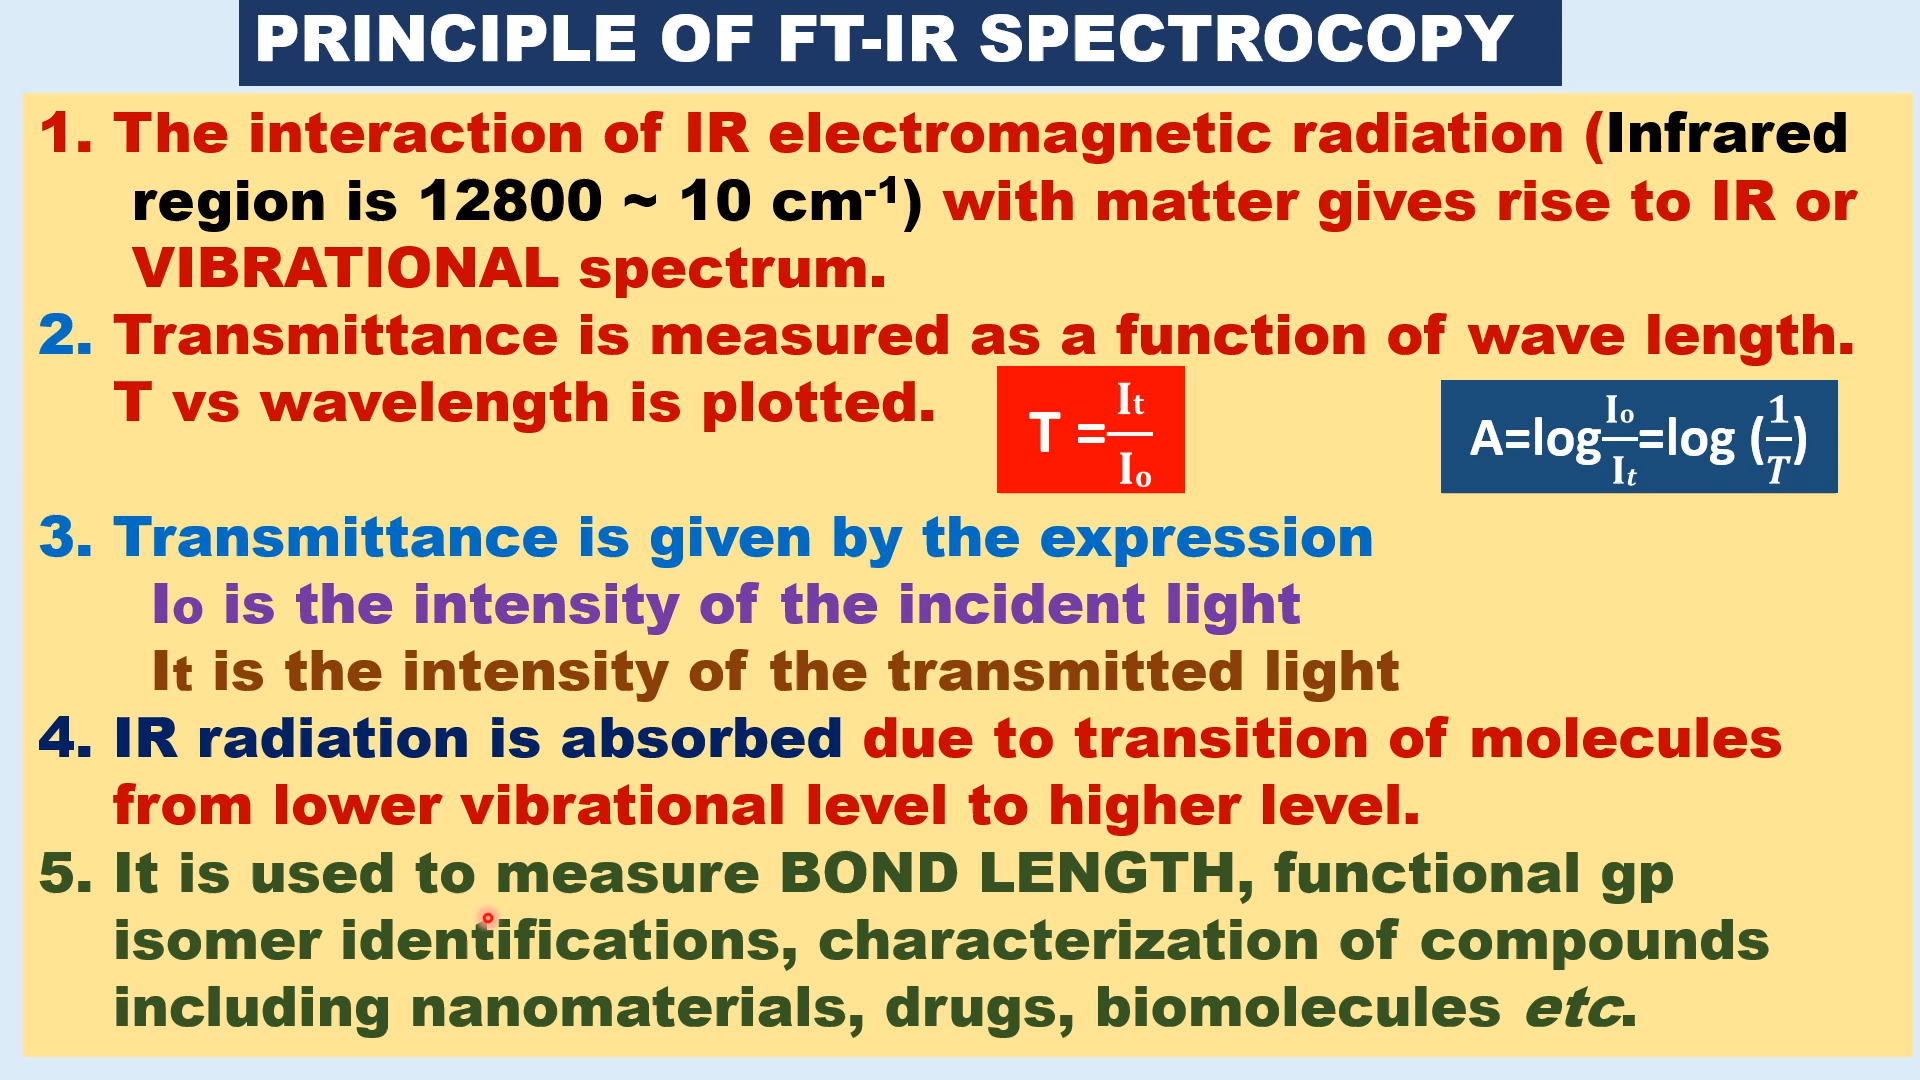 PRINCIPLE OF FT-IR SPECTROCOPY
1. The interaction of IR electromagnetic radiation (Infrared
region is 12800 ~ 10 cm-1) with matter gives rise to IR or
VIBRATIONAL spectrum.
2. Transmittance is measured as a function of wave length.
T vs wavelength is plotted.
T = It/Io
A=log Io/It=log (1/T)
3. Transmittance is given by the expression
Io is the intensity of the incident light
It is the intensity of the transmitted light
4. IR radiation is absorbed due to transition of molecules
from lower vibrational level to higher level.
5. It is used to measure BOND LENGTH, functional gp
isomer identifications, characterization of compounds
including nanomaterials, drugs, biomolecules etc.